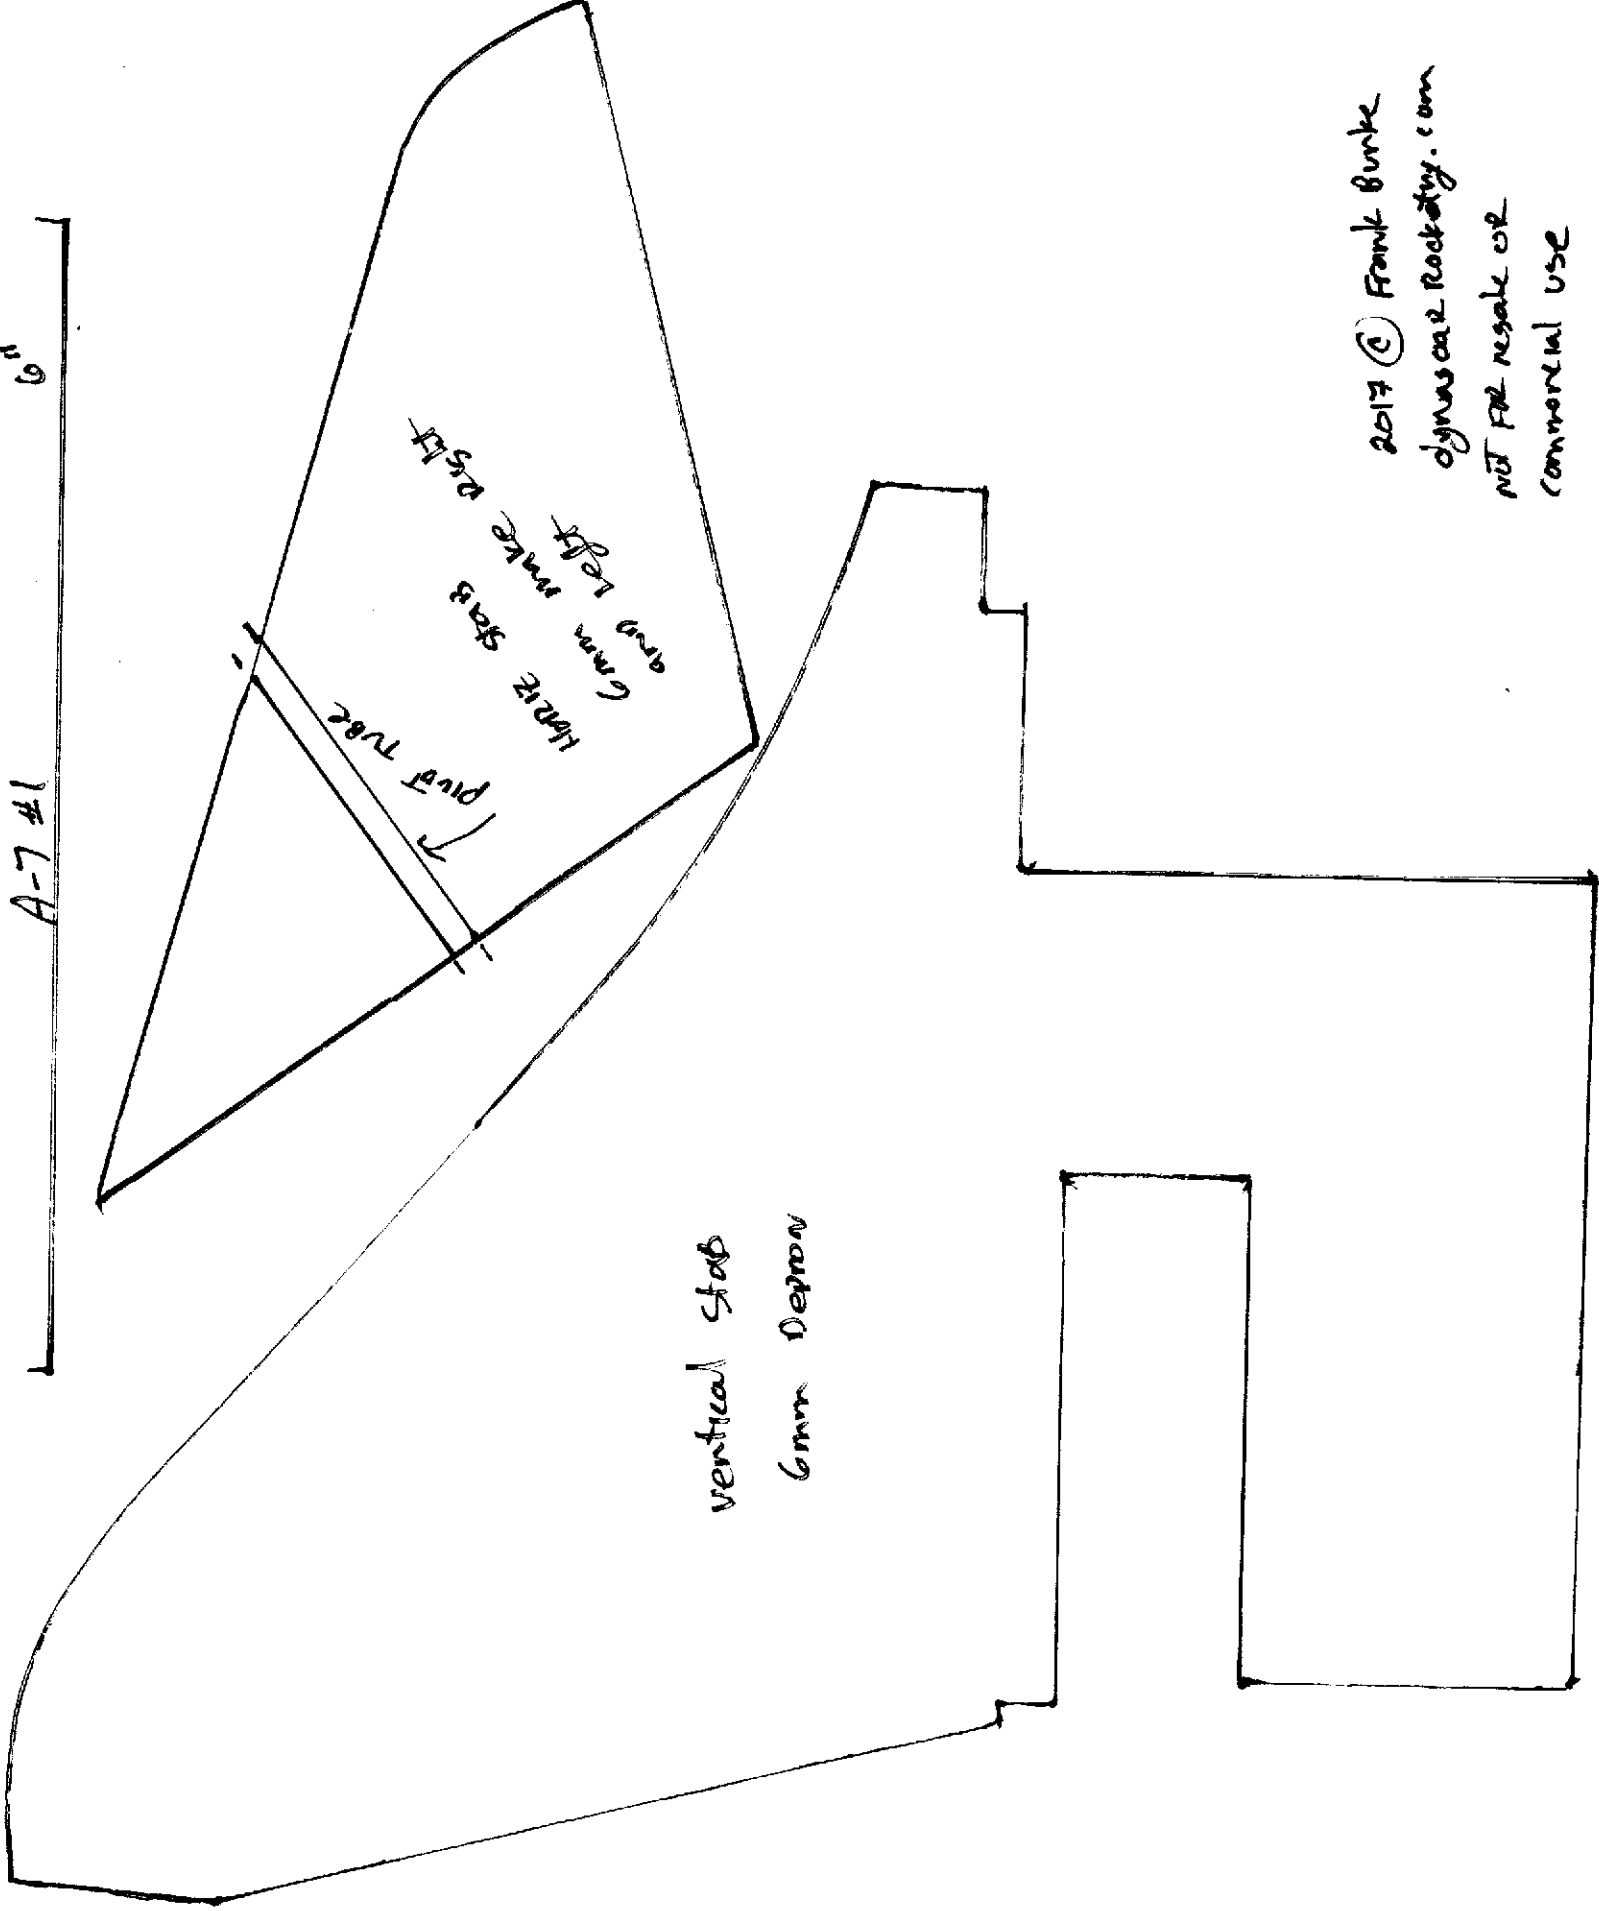 A-7 #1 6"
HORIZ Stab
6mm make Right
and Left
pivot TUBE
vertical Stab
6mm Depron
2017 © Frank Burke
dynasoar Rocketry.com
NOT FOR resale OR
commercial use